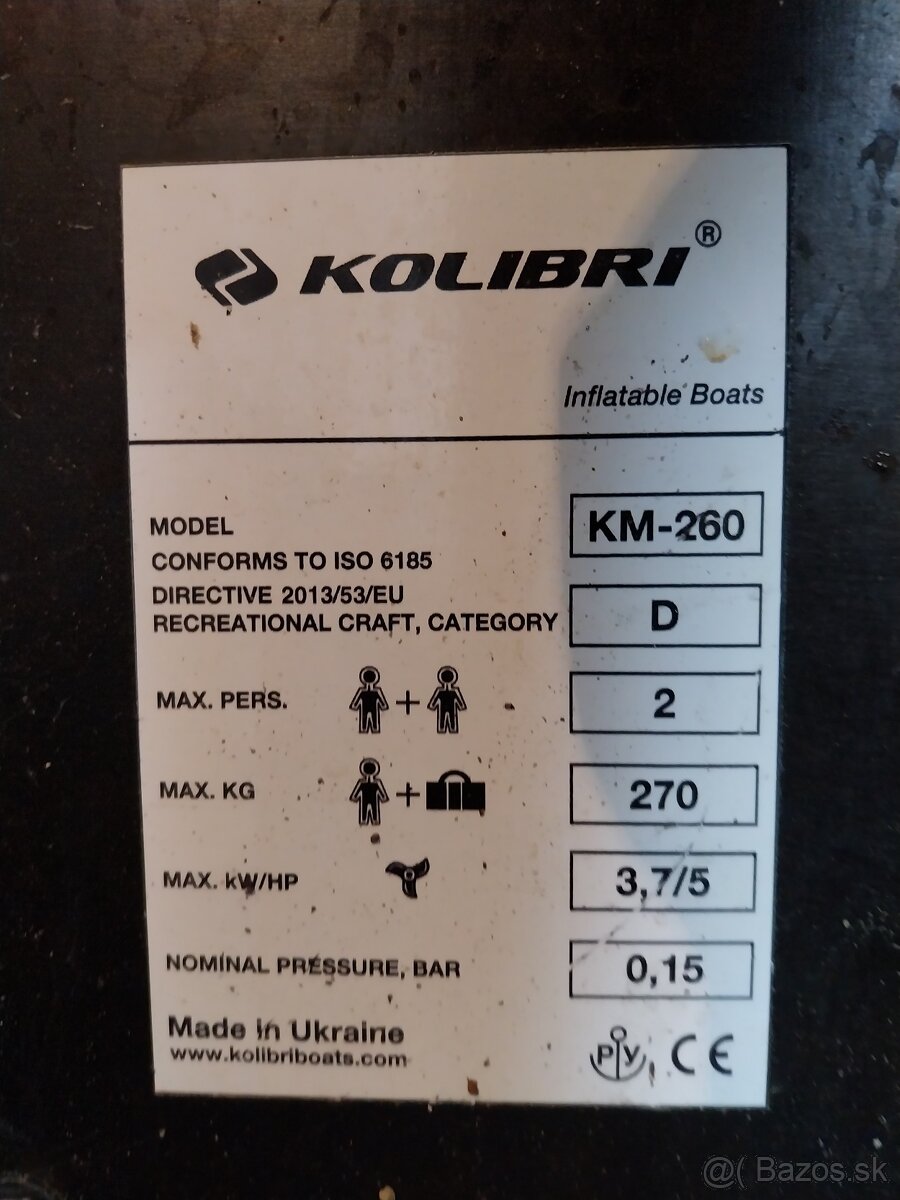 KOLIBRI®
Inflatable Boats
MODEL KM-260
CONFORMS TO ISO 6185
DIRECTIVE 2013/53/EU
RECREATIONAL CRAFT, CATEGORY D
MAX. PERS. + 2
MAX. KG + 270
MAX. kW/HP 3,7/5
NOMINAL PRESSURE, BAR 0,15
Made in Ukraine
www.kolibriboats.com
PV CE
@( Bazos.sk